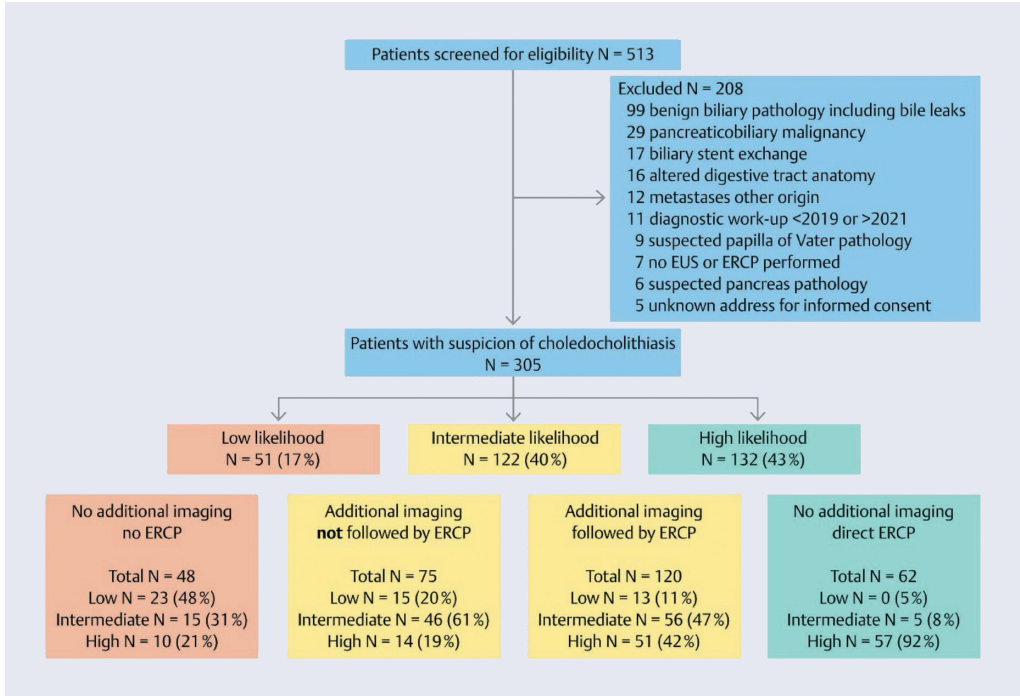 Patients screened for eligibility N = 513
Excluded N = 208
99 benign biliary pathology including bile leaks
29 pancreaticobiliary malignancy
17 biliary stent exchange
16 altered digestive tract anatomy
12 metastases other origin
11 diagnostic work-up <2019 or >2021
9 suspected papilla of Vater pathology
7 no EUS or ERCP performed
6 suspected pancreas pathology
5 unknown address for informed consent
Patients with suspicion of choledocholithiasis
N = 305
Low likelihood
N = 51 (17%)
Intermediate likelihood
N = 122 (40%)
High likelihood
N = 132 (43%)
No additional imaging
no ERCP
Total N = 48
Low N = 23 (48%)
Intermediate N = 15 (31%)
High N = 10 (21%)
Additional imaging
not followed by ERCP
Total N = 75
Low N = 15 (20%)
Intermediate N = 46 (61%)
High N = 14 (19%)
Additional imaging
followed by ERCP
Total N = 120
Low N = 13 (11%)
Intermediate N = 56 (47%)
High N = 51 (42%)
No additional imaging
direct ERCP
Total N = 62
Low N = 0 (5%)
Intermediate N = 5 (8%)
High N = 57 (92%)